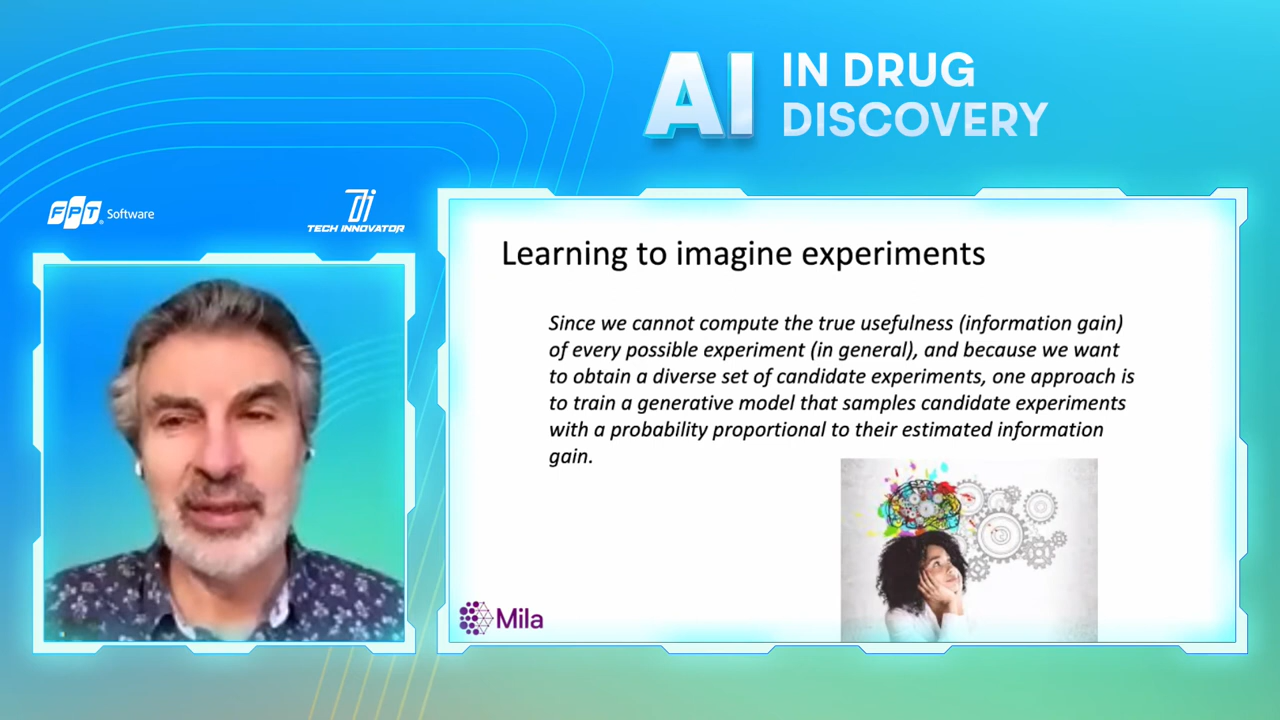 AI IN DRUG
DISCOVERY
FPT Software
TECH INNOVATOR
Learning to imagine experiments
Since we cannot compute the true usefulness (information gain)
of every possible experiment (in general), and because we want
to obtain a diverse set of candidate experiments, one approach is
to train a generative model that samples candidate experiments
with a probability proportional to their estimated information
gain.
Mila